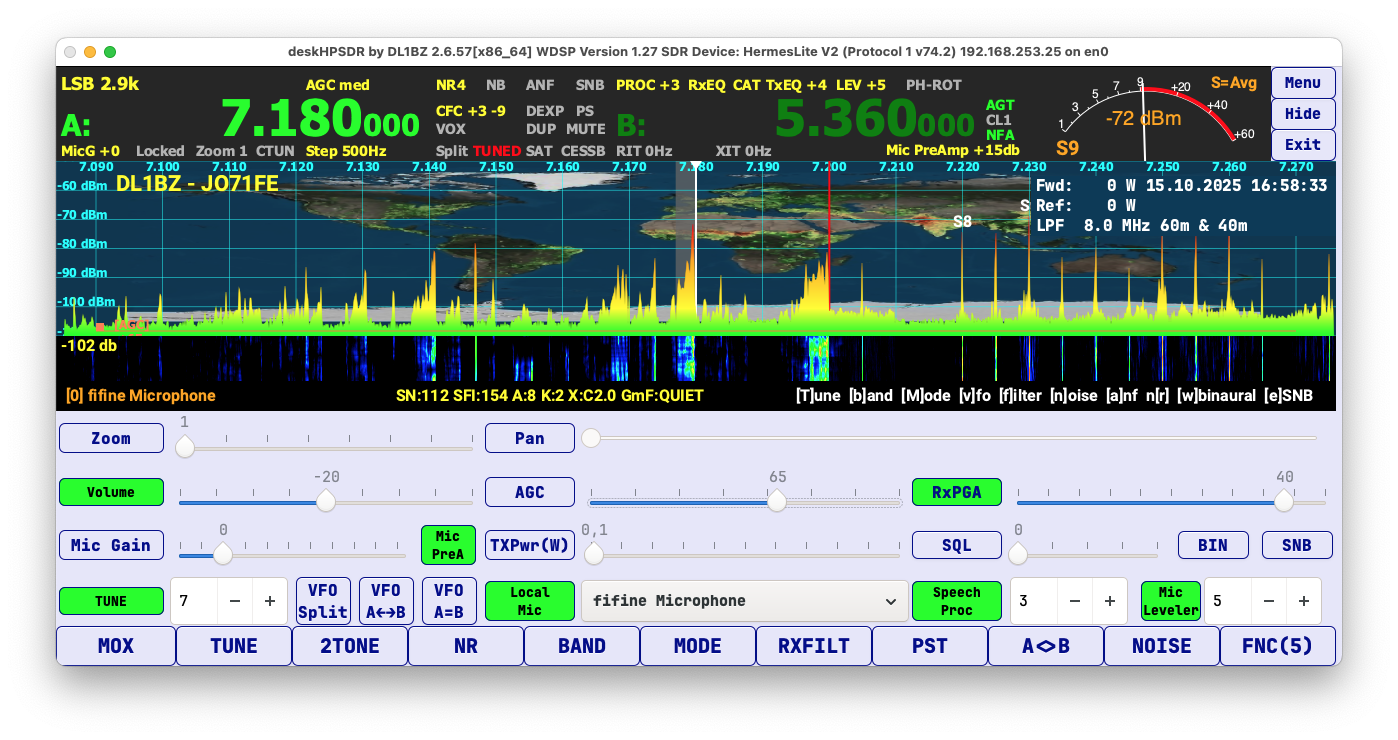 deskHPSDR by DL1BZ 2.6.57[x86_64] WDSP Version 1.27 SDR Device: HermesLite V2 (Protocol 1 v74.2) 192.168.253.25 on en0
LSB 2.9k AGC med NR4 NB ANF SNB PROC +3 RxEQ CAT TxEQ +4 LEV +5 PH-ROT
A: 7.180000 CFC +3 -9 DEXP PS B: 5.360000 AGT
VOX DUP MUTE CL1
NFA
MicG +0 Locked Zoom 1 CTUN Step 500Hz Split TUNED SAT CESSB RIT 0Hz XIT 0Hz Mic PreAmp +15db
1 3 5 7 9 +20 +40 +60 S=Avg
-72 dBm
S9
Menu
Hide
Exit
7.090 7.100 7.110 7.120 7.130 7.140 7.150 7.160 7.170 7.180 7.190 7.200 7.210 7.220 7.230 7.240 7.250 7.260 7.270
-60 dBm DL1BZ - JO71FE
Fwd: 0 W 15.10.2025 16:58:33
S Ref: 0 W
-70 dBm S8
LPF 8.0 MHz 60m & 40m
-80 dBm
-90 dBm
-100 dBm
-102 db
[0] fifine Microphone SN:112 SFI:154 A:8 K:2 X:C2.0 GmF:QUIET [T]une [b]and [M]ode [v]fo [f]ilter [n]oise [a]nf n[r] [w]binaural [e]SNB
Zoom 1 Pan
Volume -20 AGC 65 RxPGA 40
Mic Gain 0 Mic PreA TXPwr(W) 0,1 SQL 0 BIN SNB
TUNE 7 − + VFO Split VFO A<->B VFO A=B Local Mic fifine Microphone Speech Proc 3 − + Mic Leveler 5 − +
MOX TUNE 2TONE NR BAND MODE RXFILT PST A<>B NOISE FNC(5)